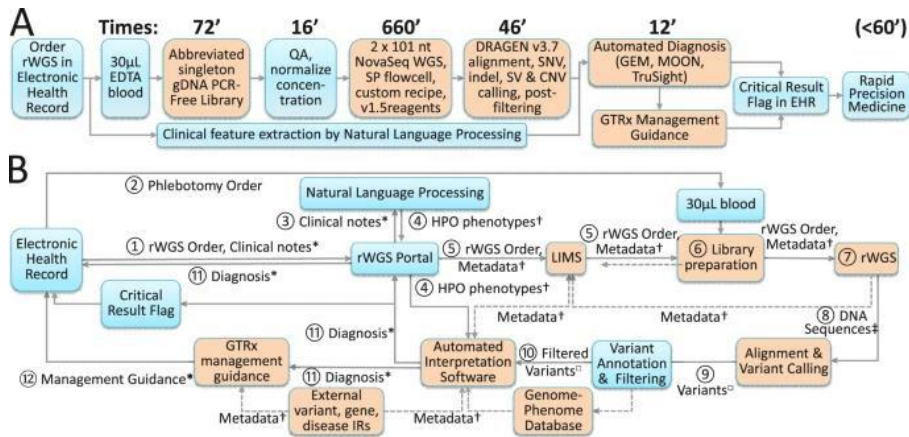 A
Times: 72' 16' 660' 46' 12' (<60')
Order
rWGS in
Electronic
Health
Record
30µL
EDTA
blood
Abbreviated
singleton
gDNA PCR-
Free Library
QA,
normalize
concen-
tration
2 x 101 nt
NovaSeq WGS,
SP flowcell,
custom recipe,
v1.5reagents
DRAGEN v3.7
alignment, SNV,
indel, SV & CNV
calling, post-
filtering
Automated Diagnosis
(GEM, MOON,
TruSight)
GTRx Management
Guidance
Critical Result
Flag in EHR
Rapid
Precision
Medicine
Clinical feature extraction by Natural Language Processing
B
② Phlebotomy Order
Natural Language Processing
30µL blood
③ Clinical notes*
④ HPO phenotypes†
Electronic
Health
Record
① rWGS Order, Clinical notes*
⑪ Diagnosis*
rWGS Portal
⑤ rWGS Order,
Metadata†
LIMS
⑤ rWGS Order,
Metadata†
⑥ Library
preparation
rWGS Order,
Metadata†
⑦ rWGS
④ HPO phenotypes†
Critical
Result Flag
Metadata†
Metadata†
⑧ DNA
Sequences‡
⑪ Diagnosis*
GTRx
management
guidance
⑪ Diagnosis*
Automated
Interpretation
Software
⑩ Filtered
Variants□
Variant
Annotation
& Filtering
⑨
Variants□
Alignment &
Variant Calling
⑫ Management Guidance*
Metadata†
External
variant, gene,
disease IRs
Metadata†
Genome-
Phenome
Database